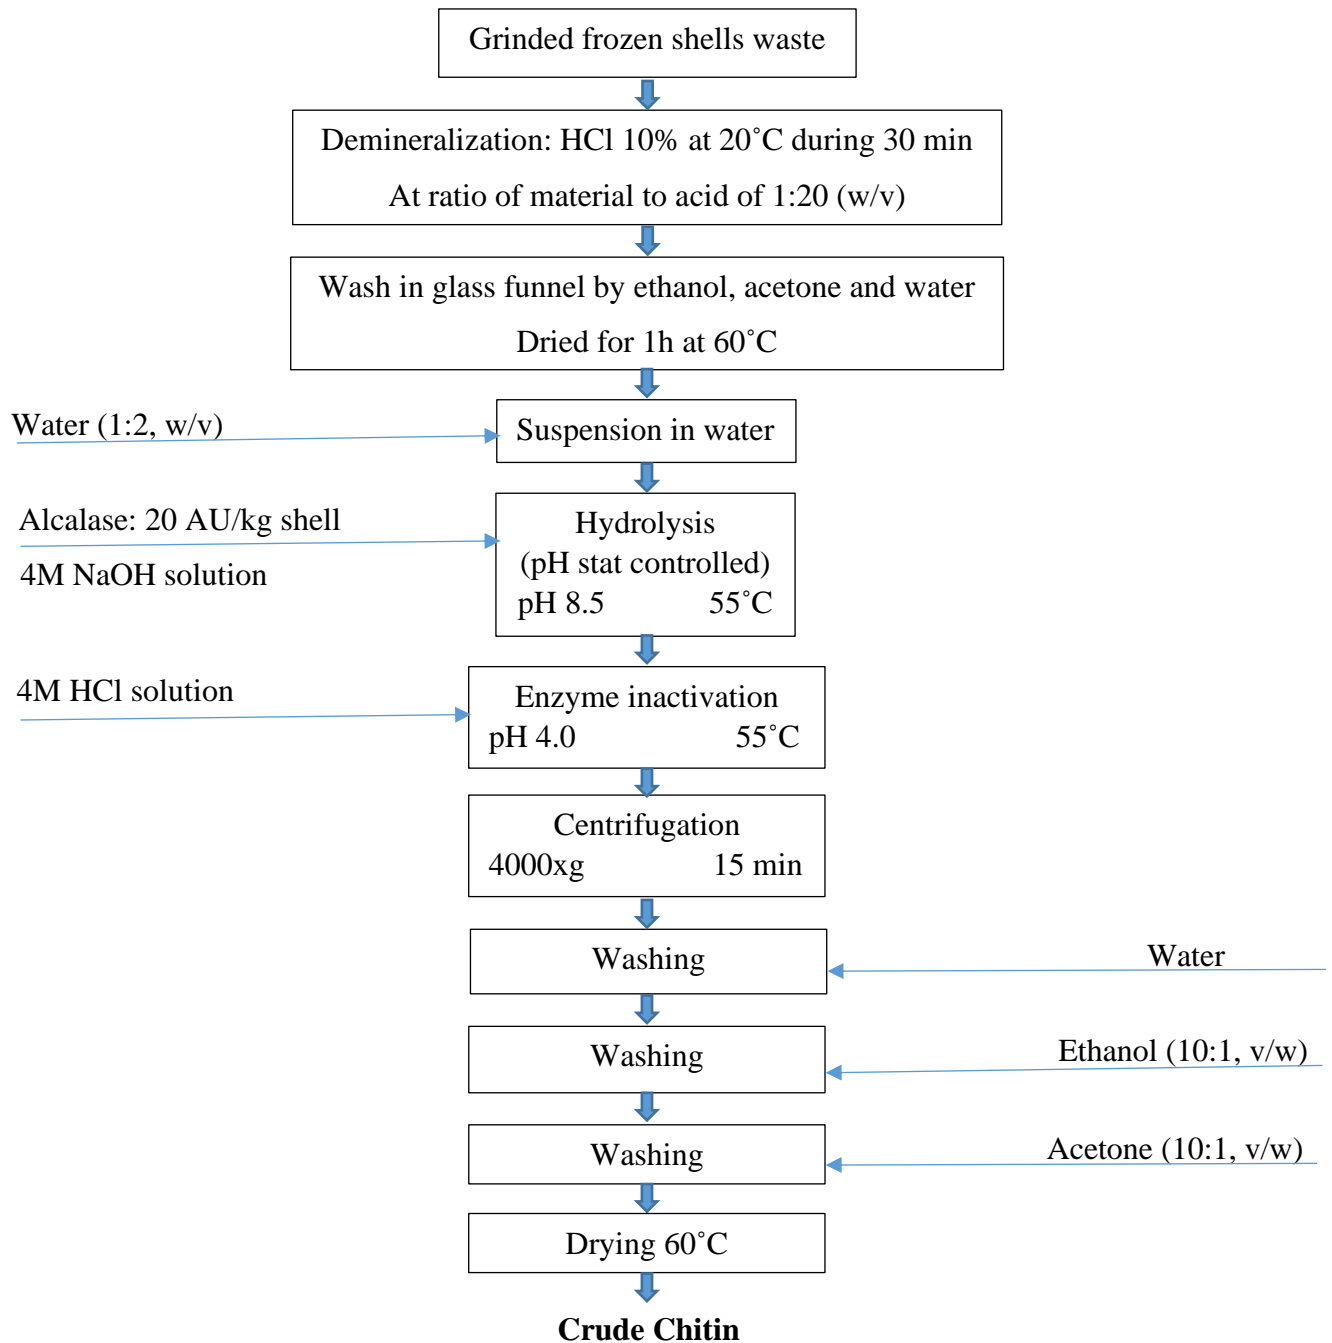 Grinded frozen shells waste
Demineralization: HCl 10% at 20˚C during 30 min
At ratio of material to acid of 1:20 (w/v)
Wash in glass funnel by ethanol, acetone and water
Dried for 1h at 60˚C
Water (1:2, w/v)
Suspension in water
Alcalase: 20 AU/kg shell
4M NaOH solution
Hydrolysis
(pH stat controlled)
pH 8.5 55˚C
4M HCl solution
Enzyme inactivation
pH 4.0 55˚C
Centrifugation
4000xg 15 min
Washing
Water
Washing
Ethanol (10:1, v/w)
Washing
Acetone (10:1, v/w)
Drying 60˚C
Crude Chitin